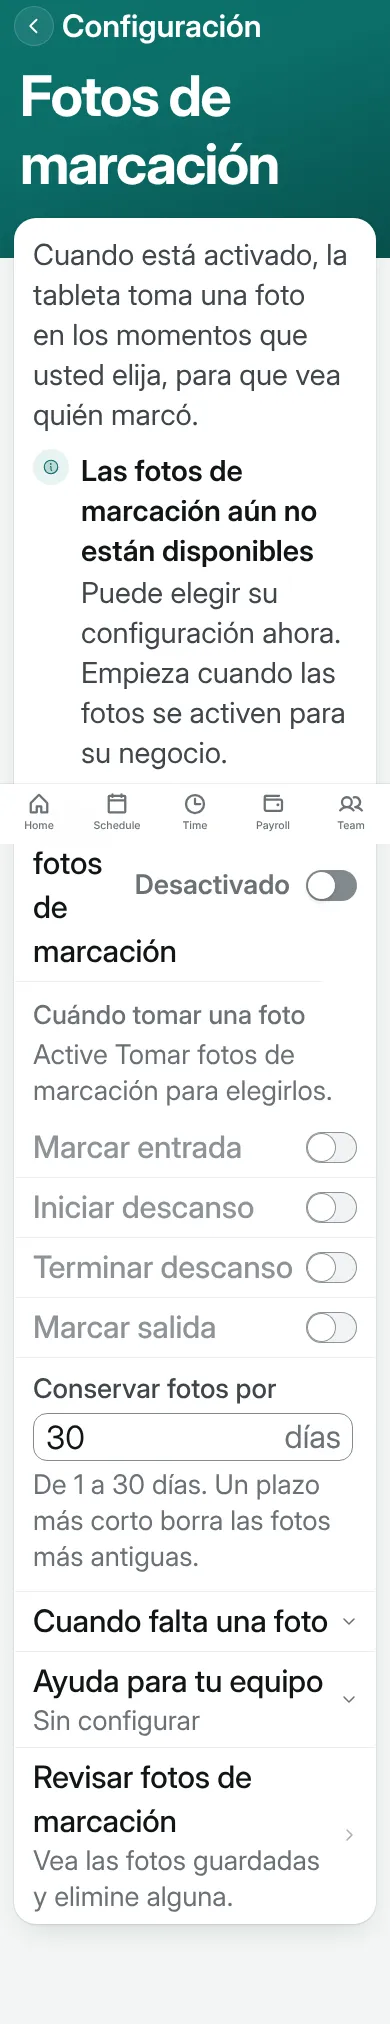 Configuración
Fotos de
marcación
Cuando está activado, la
tableta toma una foto
en los momentos que
usted elija, para que vea
quién marcó.
Las fotos de
marcación aún no
están disponibles
Puede elegir su
configuración ahora.
Empieza cuando las
fotos se activen para
su negocio.
Home Schedule Time Payroll Team
fotos
de
marcación
Desactivado
Cuándo tomar una foto
Active Tomar fotos de
marcación para elegirlos.
Marcar entrada
Iniciar descanso
Terminar descanso
Marcar salida
Conservar fotos por
30 días
De 1 a 30 días. Un plazo
más corto borra las fotos
más antiguas.
Cuando falta una foto
Ayuda para tu equipo
Sin configurar
Revisar fotos de
marcación
Vea las fotos guardadas
y elimine alguna.